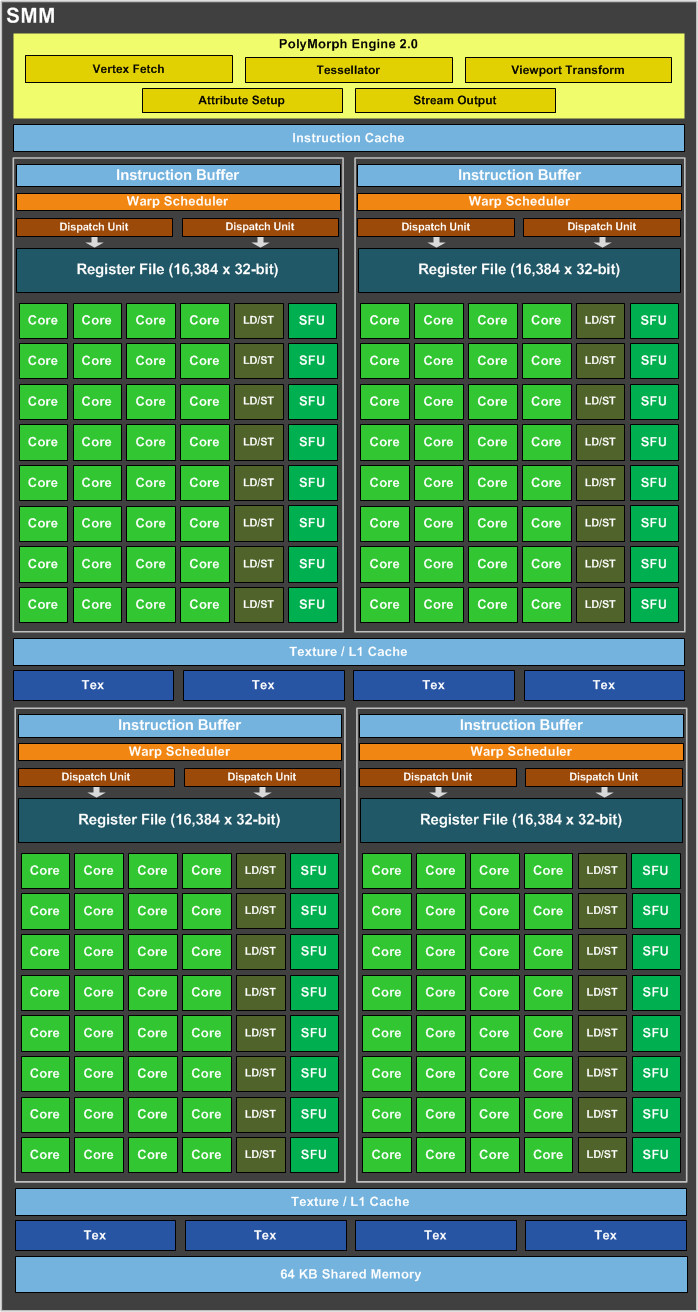 SMM
PolyMorph Engine 2.0
Vertex Fetch Tessellator Viewport Transform
Attribute Setup Stream Output
Instruction Cache
Instruction Buffer Instruction Buffer
Warp Scheduler Warp Scheduler
Dispatch Unit Dispatch Unit Dispatch Unit Dispatch Unit
Register File (16,384 x 32-bit) Register File (16,384 x 32-bit)
Core Core Core Core LD/ST SFU Core Core Core Core LD/ST SFU
Core Core Core Core LD/ST SFU Core Core Core Core LD/ST SFU
Core Core Core Core LD/ST SFU Core Core Core Core LD/ST SFU
Core Core Core Core LD/ST SFU Core Core Core Core LD/ST SFU
Core Core Core Core LD/ST SFU Core Core Core Core LD/ST SFU
Core Core Core Core LD/ST SFU Core Core Core Core LD/ST SFU
Core Core Core Core LD/ST SFU Core Core Core Core LD/ST SFU
Core Core Core Core LD/ST SFU Core Core Core Core LD/ST SFU
Texture / L1 Cache
Tex Tex Tex Tex
Instruction Buffer Instruction Buffer
Warp Scheduler Warp Scheduler
Dispatch Unit Dispatch Unit Dispatch Unit Dispatch Unit
Register File (16,384 x 32-bit) Register File (16,384 x 32-bit)
Core Core Core Core LD/ST SFU Core Core Core Core LD/ST SFU
Core Core Core Core LD/ST SFU Core Core Core Core LD/ST SFU
Core Core Core Core LD/ST SFU Core Core Core Core LD/ST SFU
Core Core Core Core LD/ST SFU Core Core Core Core LD/ST SFU
Core Core Core Core LD/ST SFU Core Core Core Core LD/ST SFU
Core Core Core Core LD/ST SFU Core Core Core Core LD/ST SFU
Core Core Core Core LD/ST SFU Core Core Core Core LD/ST SFU
Core Core Core Core LD/ST SFU Core Core Core Core LD/ST SFU
Texture / L1 Cache
Tex Tex Tex Tex
64 KB Shared Memory